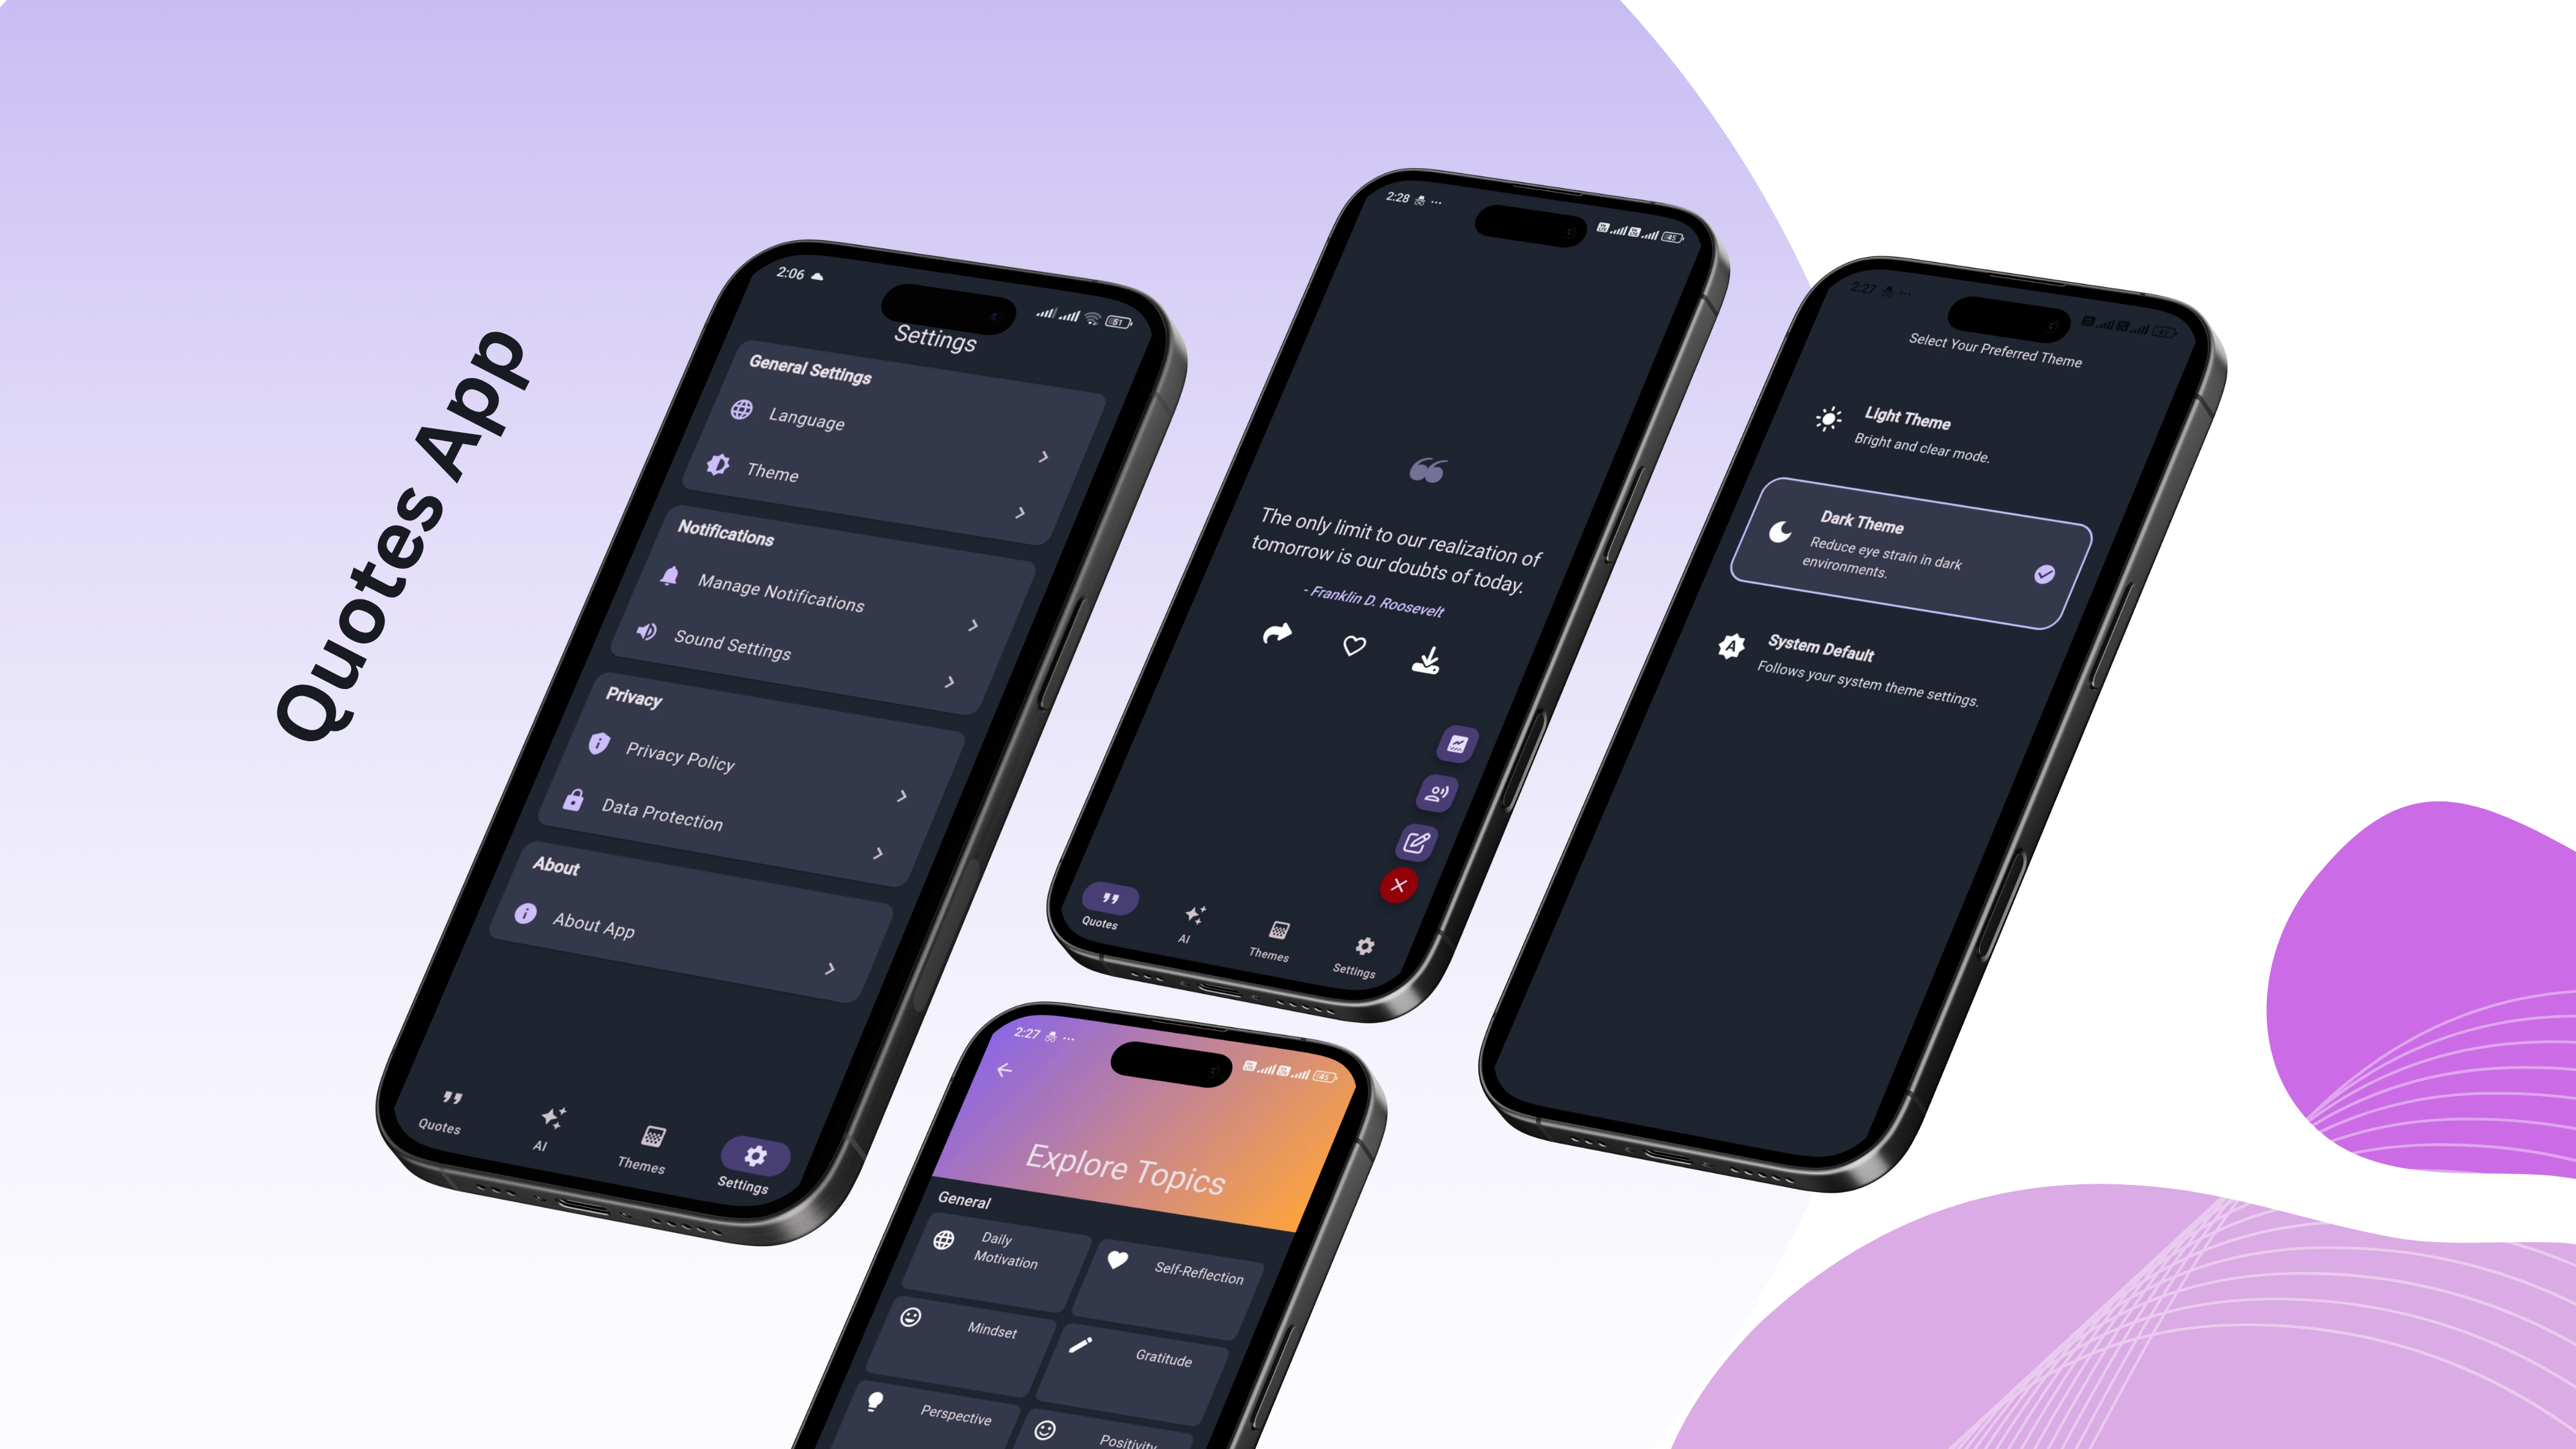 Quotes App
2:06
51
Settings
General Settings
Language
Theme
Notifications
Manage Notifications
Sound Settings
Privacy
Privacy Policy
Data Protection
About
About App
Quotes
AI
Themes
Settings
2:28
45
The only limit to our realization of
tomorrow is our doubts of today.
- Franklin D. Roosevelt
Quotes
AI
Themes
Settings
2:27
45
Select Your Preferred Theme
Light Theme
Bright and clear mode.
Dark Theme
Reduce eye strain in dark
environments.
System Default
Follows your system theme settings.
2:27
45
Explore Topics
General
Daily
Motivation
Self-Reflection
Mindset
Gratitude
Perspective
Positivity